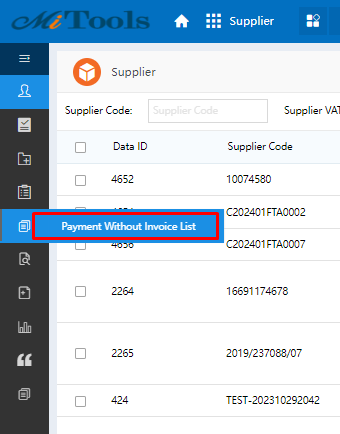 MiTools
Supplier
Supplier
Supplier Code: Supplier Code Supplier VAT
Data ID Supplier Code
4652 10074580
C202401FTA0002
Payment Without Invoice List
4656 C202401FTA0007
2264 16691174678
2265 2019/237088/07
424 TEST-202310292042